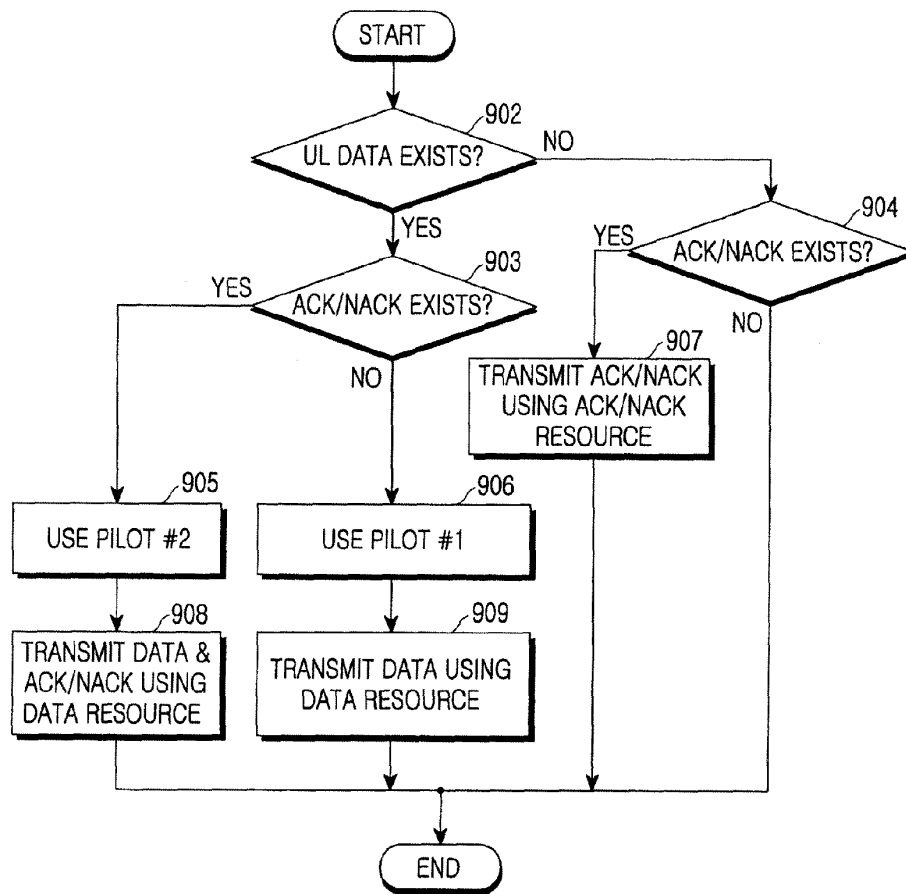 START
902
UL DATA EXISTS?
NO
YES
904
ACK/NACK EXISTS?
YES
NO
903
ACK/NACK EXISTS?
YES
NO
907
TRANSMIT ACK/NACK
USING ACK/NACK
RESOURCE
905
USE PILOT #2
906
USE PILOT #1
908
TRANSMIT DATA &
ACK/NACK USING
DATA RESOURCE
909
TRANSMIT DATA USING
DATA RESOURCE
END